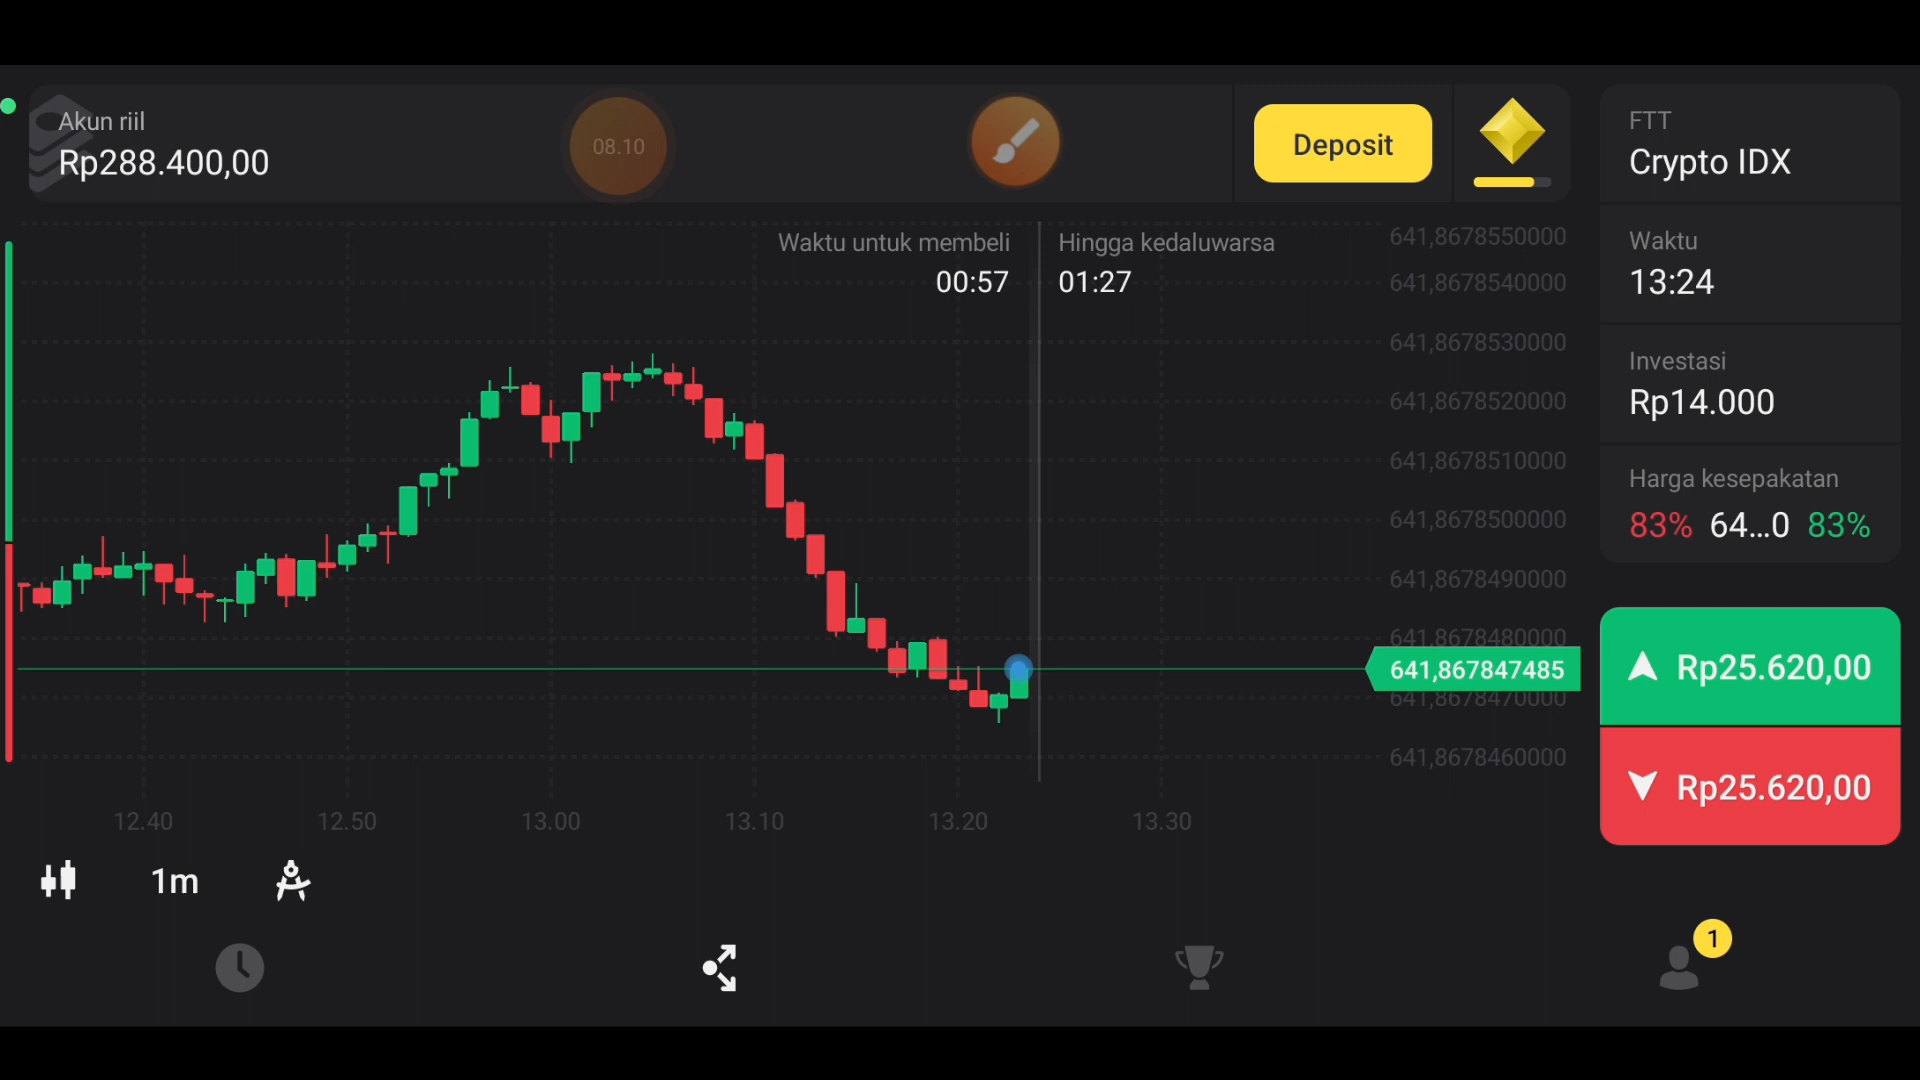 Akun riil
Rp288.400,00
08.10
Deposit
FTT
Crypto IDX
Waktu untuk membeli
00:57
Hingga kedaluwarsa
01:27
Waktu
13:24
Investasi
Rp14.000
Harga kesepakatan
83% 64...0 83%
641,8678550000
641,8678540000
641,8678530000
641,8678520000
641,8678510000
641,8678500000
641,8678490000
641,8678480000
641,867847485
641,8678470000
641,8678460000
Rp25.620,00
Rp25.620,00
12.40 12.50 13.00 13.10 13.20 13.30
1m
1